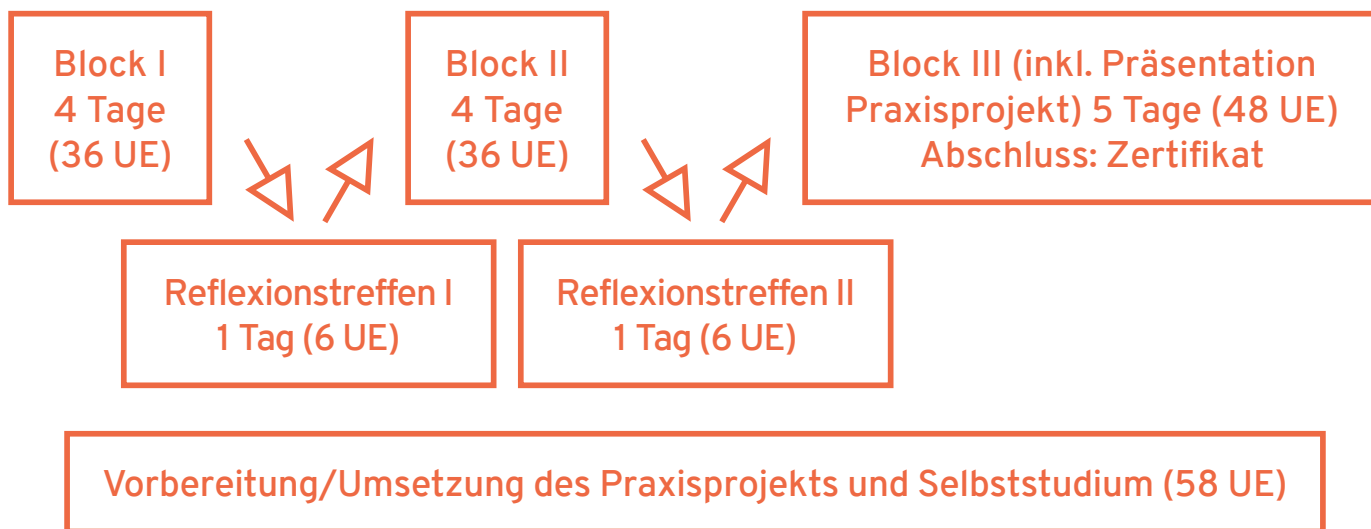 Block I
4 Tage
(36 UE)
Block II
4 Tage
(36 UE)
Block III (inkl. Präsentation
Praxisprojekt) 5 Tage (48 UE)
Abschluss: Zertifikat
Reflexionstreffen I
1 Tag (6 UE)
Reflexionstreffen II
1 Tag (6 UE)
Vorbereitung/Umsetzung des Praxisprojekts und Selbststudium (58 UE)